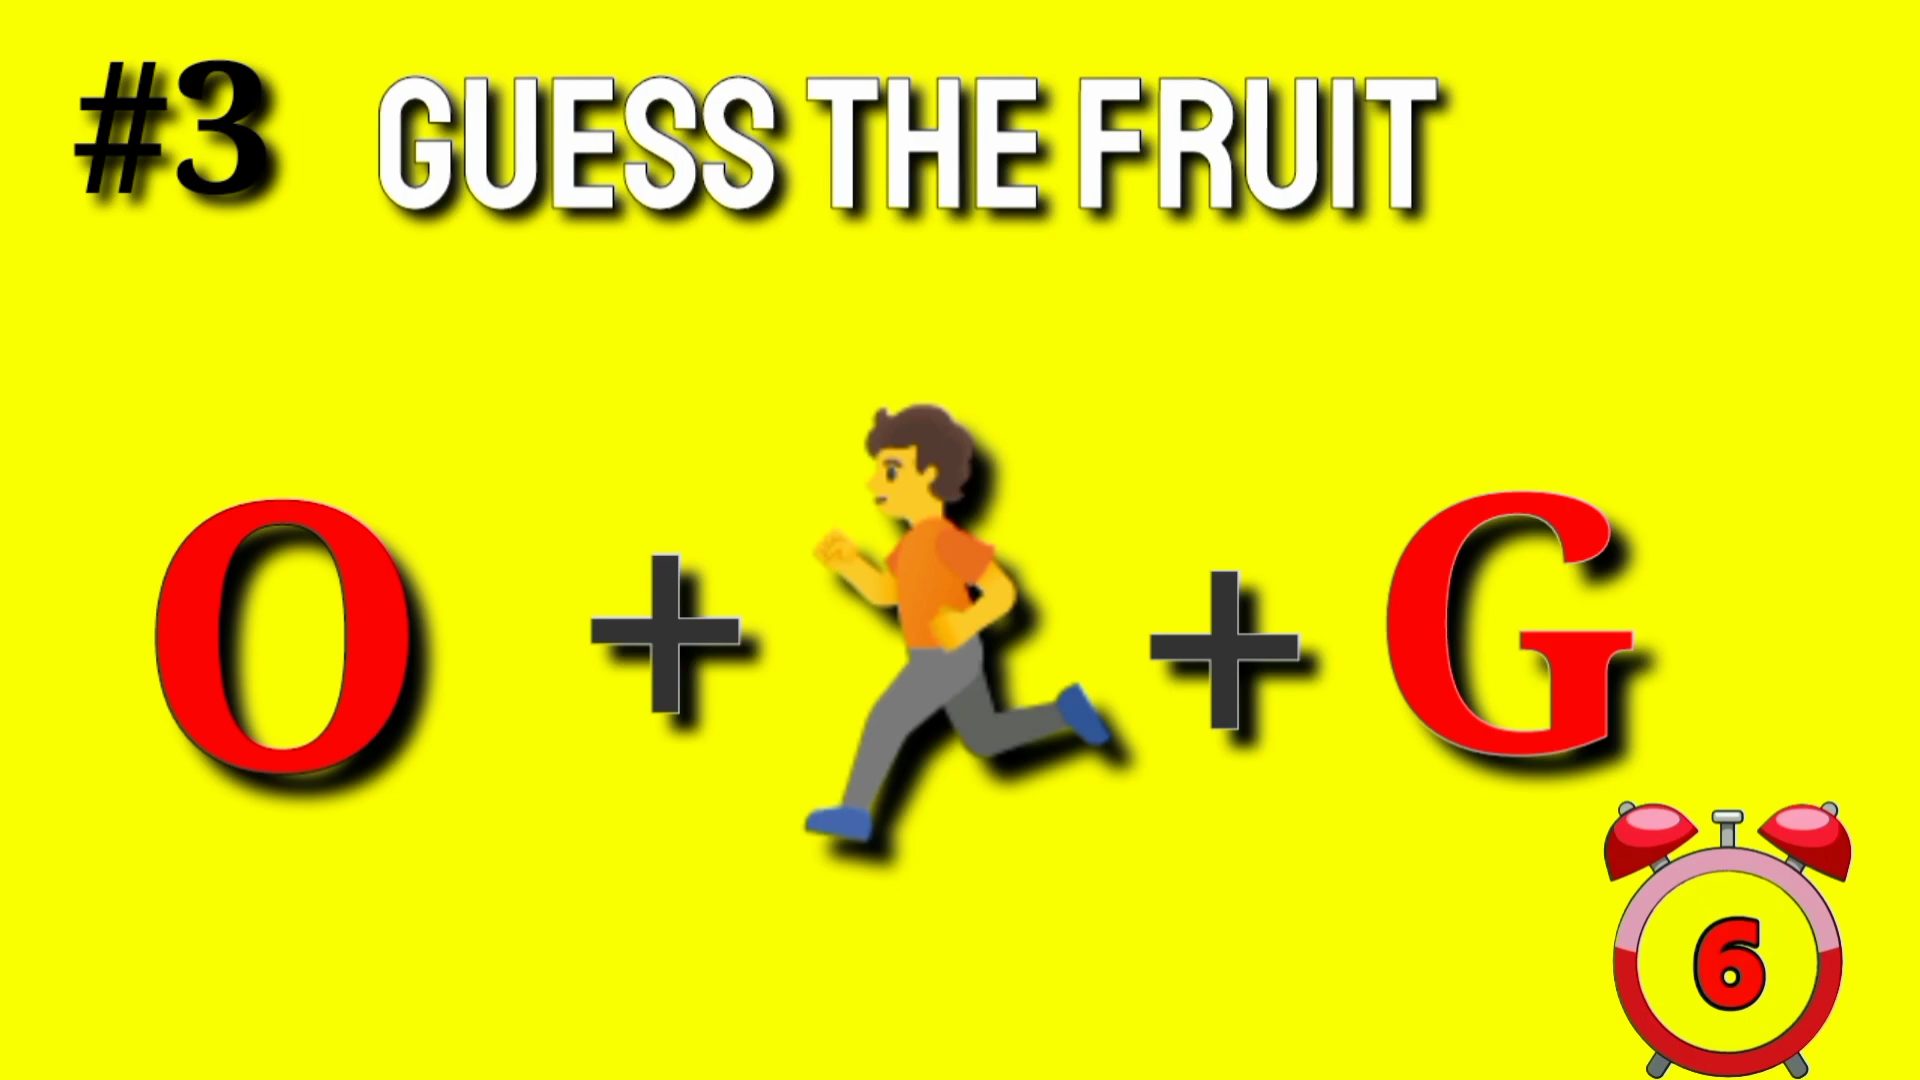 #3 GUESS THE FRUIT
O + + G
6